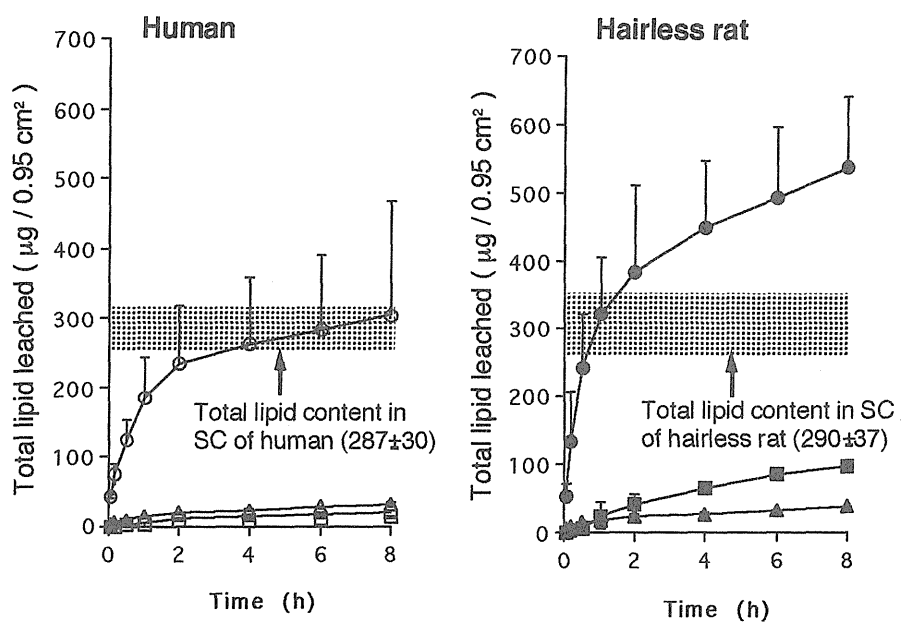 Human
Total lipid leached ( µg / 0.95 cm² )
700
600
500
400
300
200
100
0
Total lipid content in
SC of human (287±30)
0 2 4 6 8
Time (h)
Hairless rat
Total lipid leached ( µg / 0.95 cm² )
700
600
500
400
300
200
100
0
Total lipid content in SC
of hairless rat (290±37)
0 2 4 6 8
Time (h)